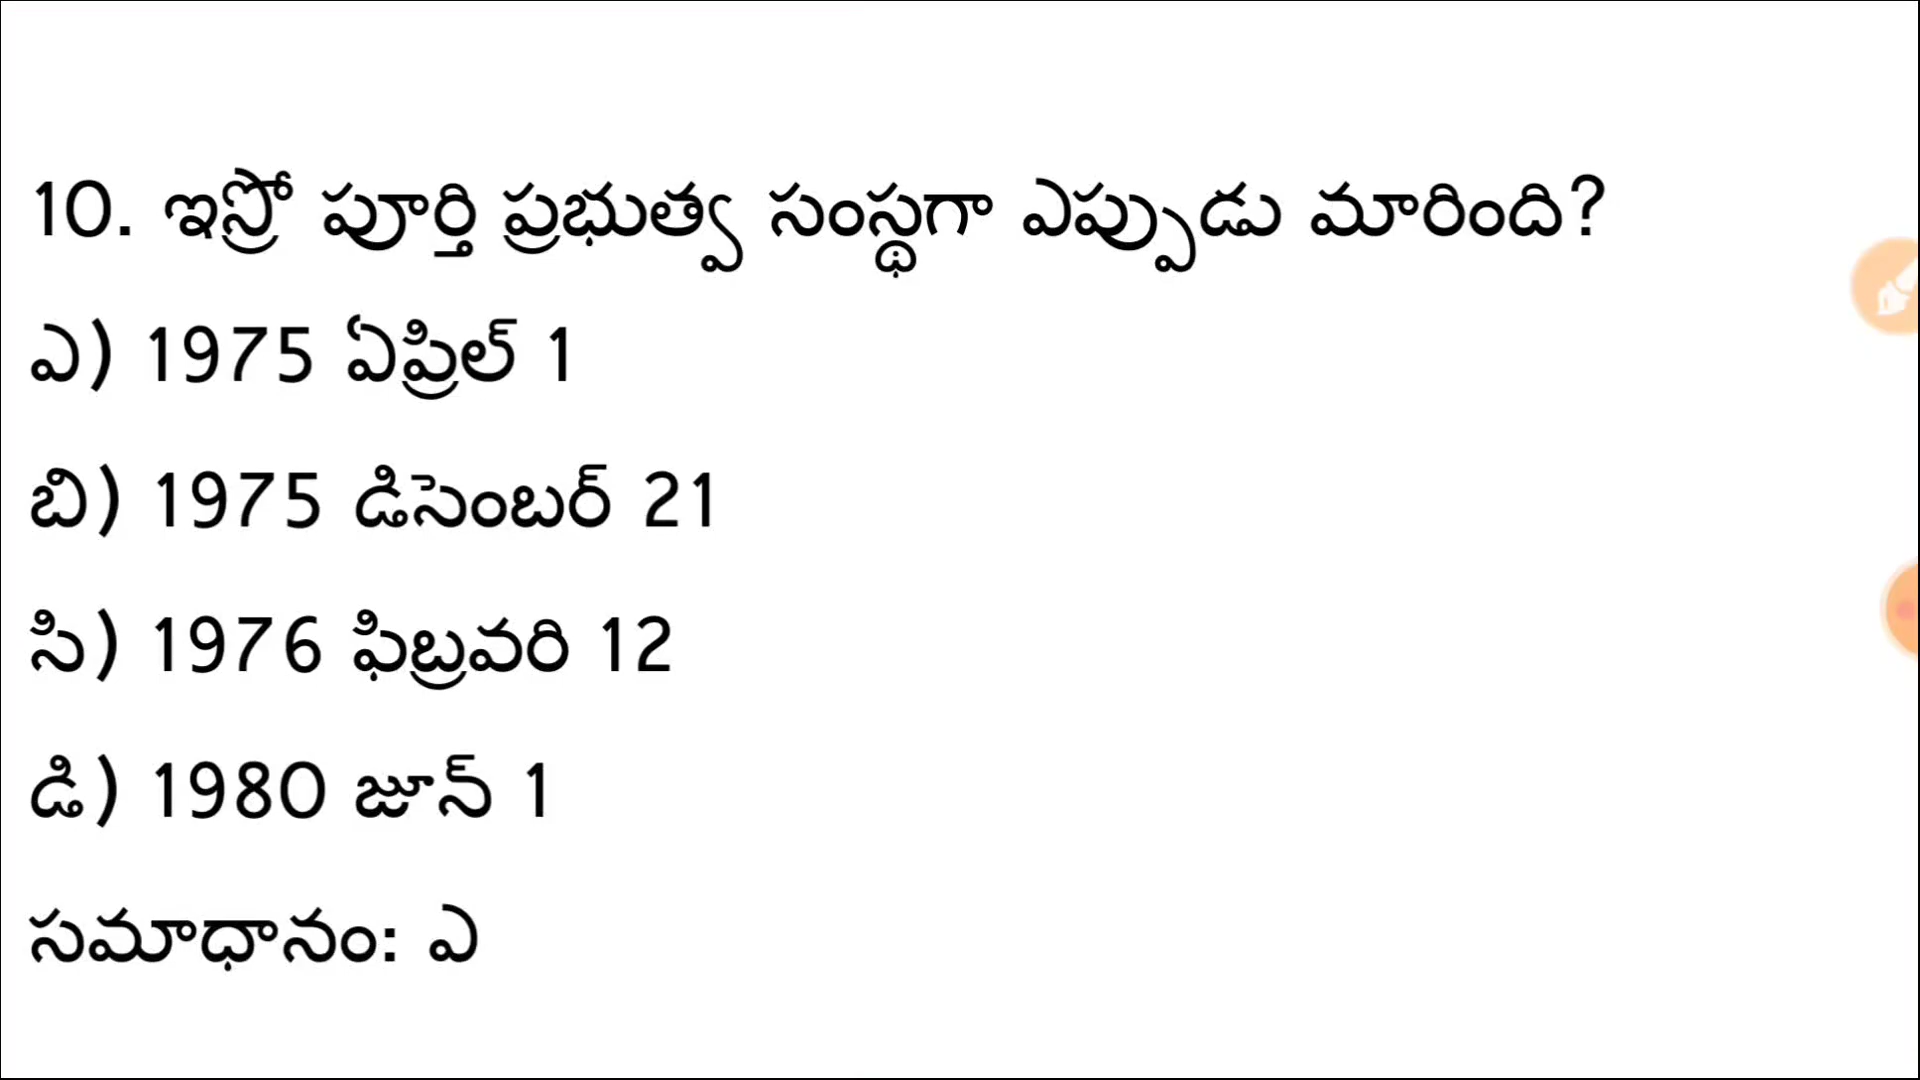 10. ఇస్రో పూర్తి ప్రభుత్వ సంస్థగా ఎప్పుడు మారింది?
ఎ) 1975 ఏప్రిల్ 1
బి) 1975 డిసెంబర్ 21
సి) 1976 ఫిబ్రవరి 12
డి) 1980 జూన్ 1
సమాధానం: ఎ